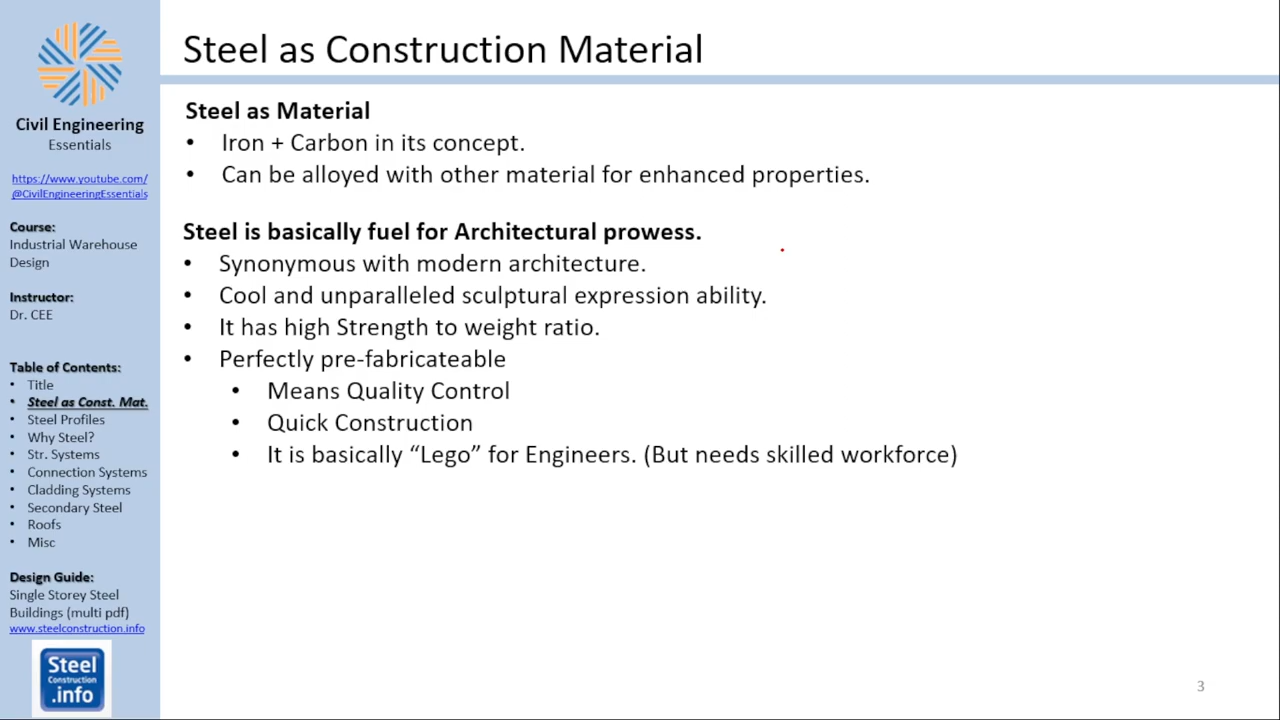 Civil Engineering
Essentials
https://www.youtube.com/
@CivilEngineeringEssentials
Course:
Industrial Warehouse
Design
Instructor:
Dr. CEE
Table of Contents:
• Title
• Steel as Const. Mat.
• Steel Profiles
• Why Steel?
• Str. Systems
• Connection Systems
• Cladding Systems
• Secondary Steel
• Roofs
• Misc
Design Guide:
Single Storey Steel
Buildings (multi pdf)
www.steelconstruction.info
Steel
Construction
.info
Steel as Construction Material
Steel as Material
• Iron + Carbon in its concept.
• Can be alloyed with other material for enhanced properties.
Steel is basically fuel for Architectural prowess.
• Synonymous with modern architecture.
• Cool and unparalleled sculptural expression ability.
• It has high Strength to weight ratio.
• Perfectly pre-fabricateable
• Means Quality Control
• Quick Construction
• It is basically “Lego” for Engineers. (But needs skilled workforce)
3